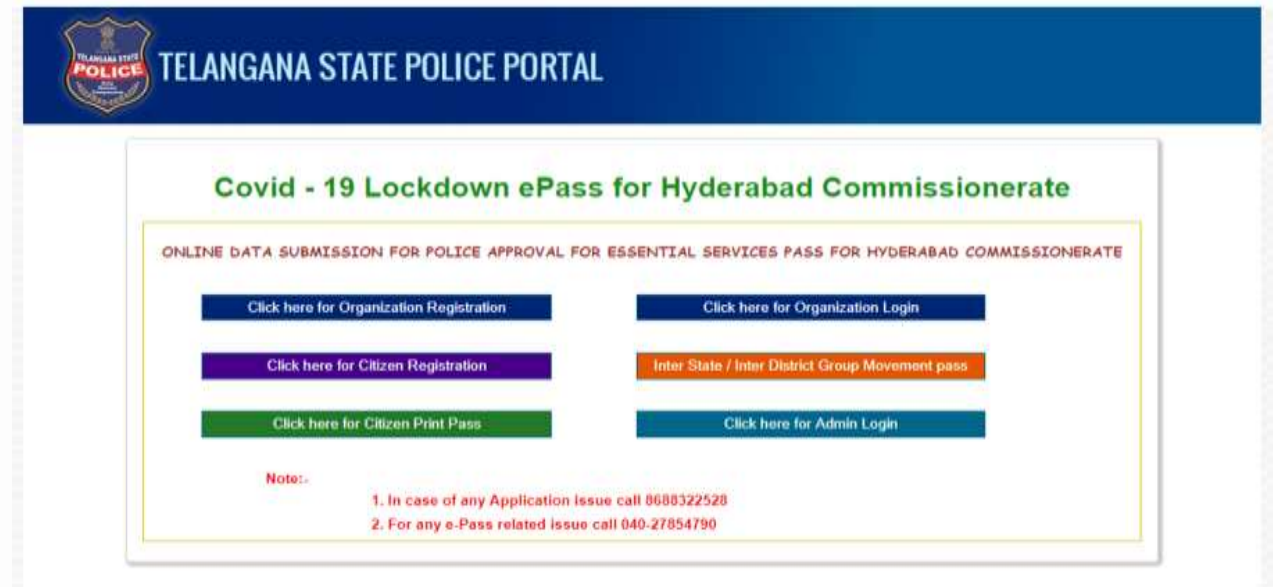 TELANGANA STATE
POLICE
TELANGANA STATE POLICE PORTAL
Covid - 19 Lockdown ePass for Hyderabad Commissionerate
ONLINE DATA SUBMISSION FOR POLICE APPROVAL FOR ESSENTIAL SERVICES PASS FOR HYDERABAD COMMISSIONERATE
Click here for Organization Registration
Click here for Organization Login
Click here for Citizen Registration
Inter State / Inter District Group Movement pass
Click here for Citizen Print Pass
Click here for Admin Login
Note:-
1. In case of any Application issue call 8688322528
2. For any e-Pass related issue call 040-27854790